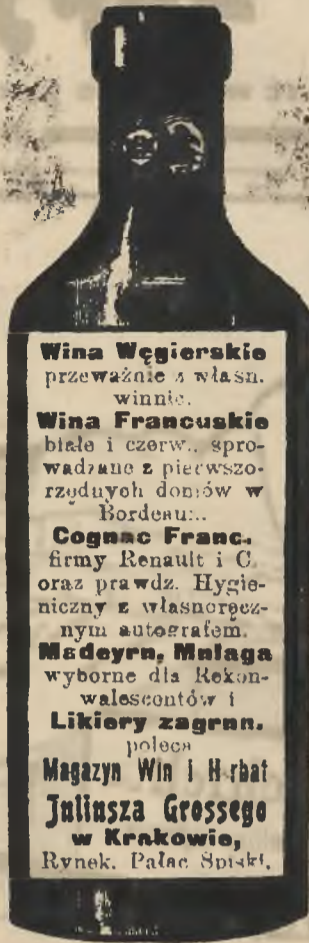 Wina Węgierskie
przeważnie z własn.
winnic.
Wina Francuskie
białe i czerw., spro-
wadzane z pierwszo-
rzędnych domów w
Bordeau:..
Cognac Franc.
firmy Renault i C.
oraz prawdz. Hygie-
niczny z własnoręcz-
nym autografem.
Madeyra, Malaga
wyborne dla Rekon-
walescentów i
Likiery zagran.
poleca
Magazyn Win i H rbat
Juliusza Grossego
w Krakowie,
Rynek. Pałac Spiski.